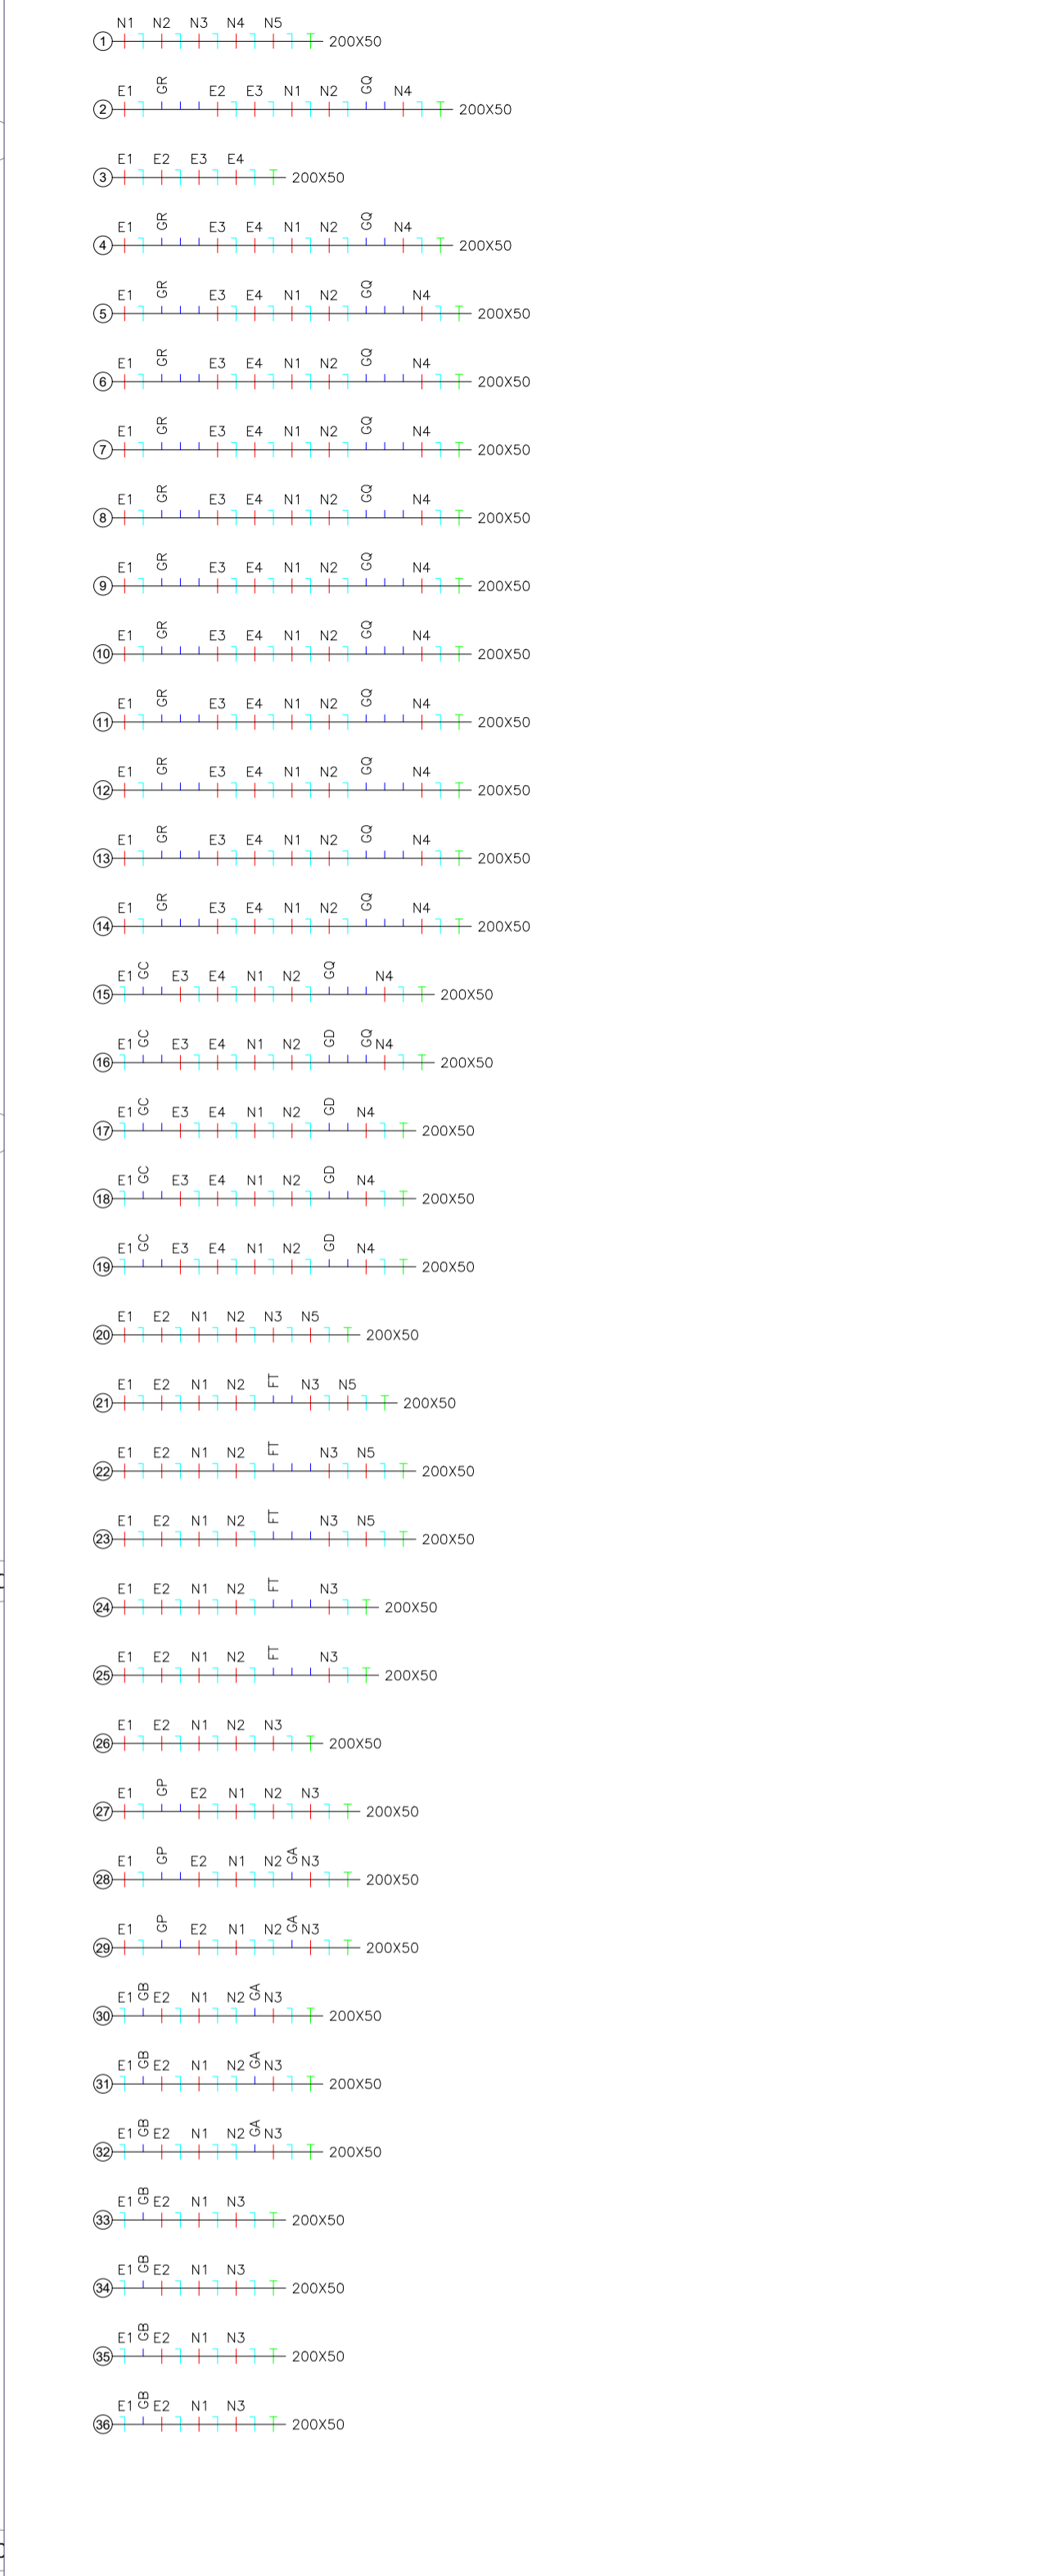 1 N1 N2 N3 N4 N5 200X50
2 E1 GR E2 E3 N1 N2 GQ N4 200X50
3 E1 E2 E3 E4 200X50
4 E1 GR E3 E4 N1 N2 GQ N4 200X50
5 E1 GR E3 E4 N1 N2 GQ N4 200X50
6 E1 GR E3 E4 N1 N2 GQ N4 200X50
7 E1 GR E3 E4 N1 N2 GQ N4 200X50
8 E1 GR E3 E4 N1 N2 GQ N4 200X50
9 E1 GR E3 E4 N1 N2 GQ N4 200X50
10 E1 GR E3 E4 N1 N2 GQ N4 200X50
11 E1 GR E3 E4 N1 N2 GQ N4 200X50
12 E1 GR E3 E4 N1 N2 GQ N4 200X50
13 E1 GR E3 E4 N1 N2 GQ N4 200X50
14 E1 GR E3 E4 N1 N2 GQ N4 200X50
15 E1 GC E3 E4 N1 N2 GQ N4 200X50
16 E1 GC E3 E4 N1 N2 GD GQ N4 200X50
17 E1 GC E3 E4 N1 N2 GD N4 200X50
18 E1 GC E3 E4 N1 N2 GD N4 200X50
19 E1 GC E3 E4 N1 N2 GD N4 200X50
20 E1 E2 N1 N2 N3 N5 200X50
21 E1 E2 N1 N2 FT N3 N5 200X50
22 E1 E2 N1 N2 FT N3 N5 200X50
23 E1 E2 N1 N2 FT N3 N5 200X50
24 E1 E2 N1 N2 FT N3 200X50
25 E1 E2 N1 N2 FT N3 200X50
26 E1 E2 N1 N2 N3 200X50
27 E1 GP E2 N1 N2 N3 200X50
28 E1 GP E2 N1 N2 GA N3 200X50
29 E1 GP E2 N1 N2 GA N3 200X50
30 E1 GB E2 N1 N2 GA N3 200X50
31 E1 GB E2 N1 N2 GA N3 200X50
32 E1 GB E2 N1 N2 GA N3 200X50
33 E1 GB E2 N1 N3 200X50
34 E1 GB E2 N1 N3 200X50
35 E1 GB E2 N1 N3 200X50
36 E1 GB E2 N1 N3 200X50